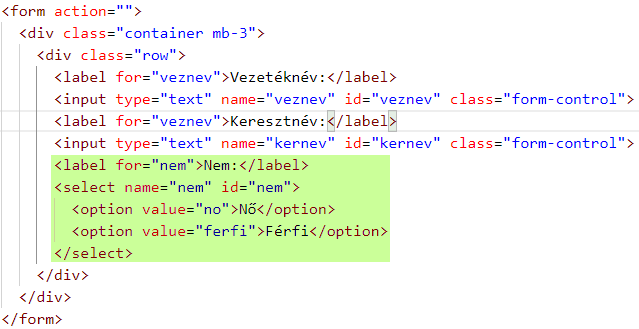 <form action="">
<div class="container mb-3">
<div class="row">
<label for="veznev">Vezetéknév:</label>
<input type="text" name="veznev" id="veznev" class="form-control">
<label for="veznev">Keresztnév:</label>
<input type="text" name="kernev" id="kernev" class="form-control">
<label for="nem">Nem:</label>
<select name="nem" id="nem">
<option value="no">Nő</option>
<option value="ferfi">Férfi</option>
</select>
</div>
</div>
</form>